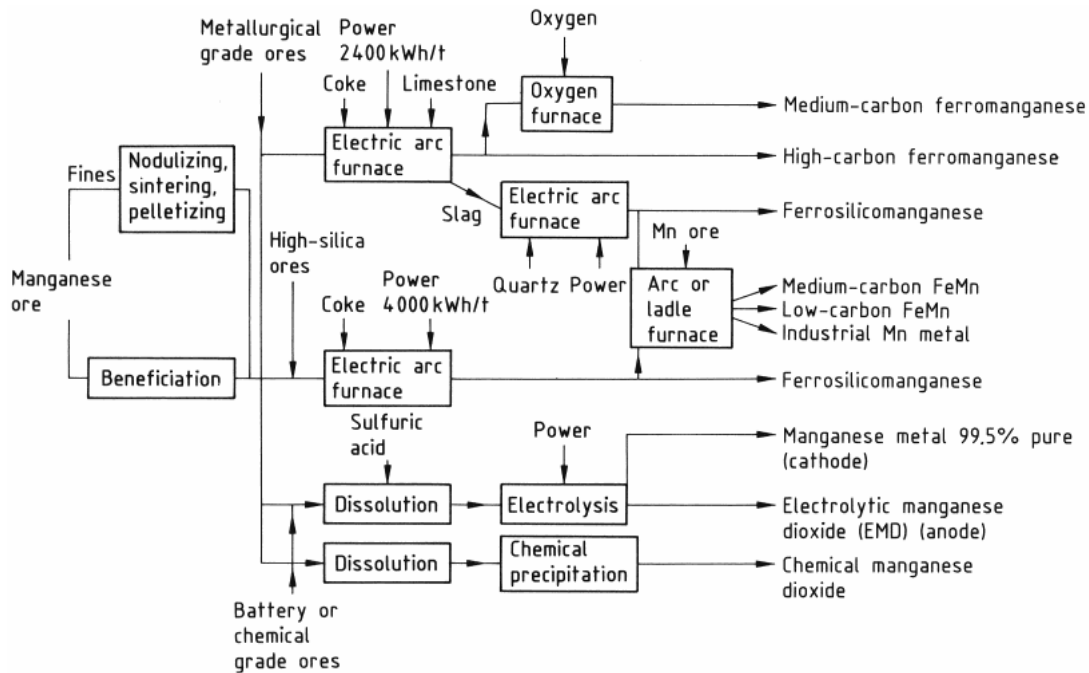 Oxygen
Metallurgical
grade ores
Power
2400 kWh/t
Coke
Limestone
Oxygen
furnace
Medium-carbon ferromanganese
Electric arc
furnace
High-carbon ferromanganese
Fines
Nodulizing,
sintering,
pelletizing
Slag
Electric arc
furnace
Ferrosilicomanganese
Mn ore
High-silica
ores
Quartz
Power
Manganese
ore
Power
4000 kWh/t
Coke
Arc or
ladle
furnace
Medium-carbon FeMn
Low-carbon FeMn
Industrial Mn metal
Beneficiation
Electric arc
furnace
Ferrosilicomanganese
Sulfuric
acid
Power
Manganese metal 99.5% pure
(cathode)
Dissolution
Electrolysis
Electrolytic manganese
dioxide (EMD) (anode)
Dissolution
Chemical
precipitation
Chemical manganese
dioxide
Battery or
chemical
grade ores